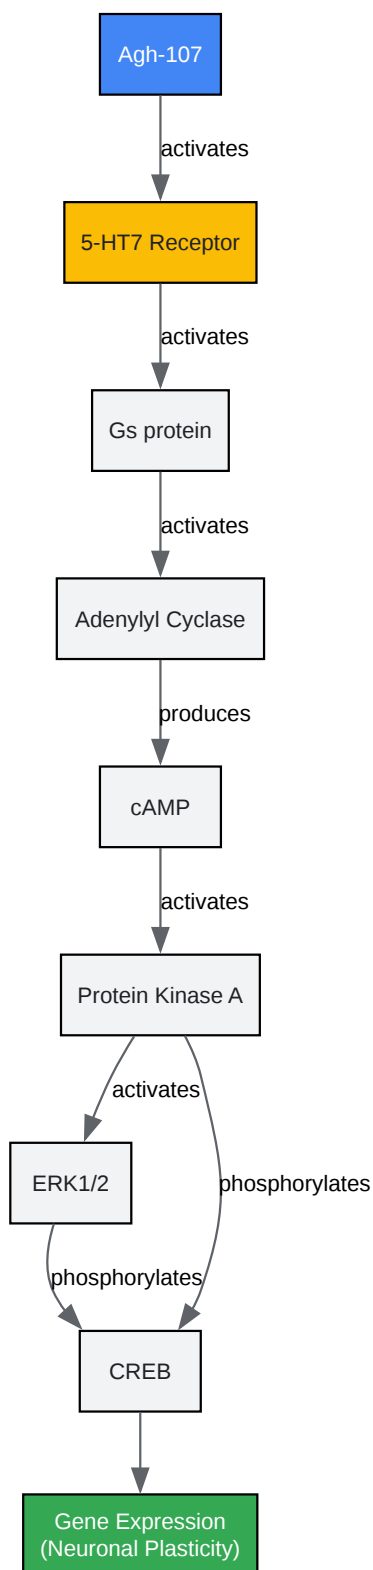 Agh-107
activates
5-HT7 Receptor
activates
Gs protein
activates
Adenylyl Cyclase
produces
cAMP
activates
Protein Kinase A
activates
ERK1/2
phosphorylates
phosphorylates
CREB
Gene Expression
(Neuronal Plasticity)